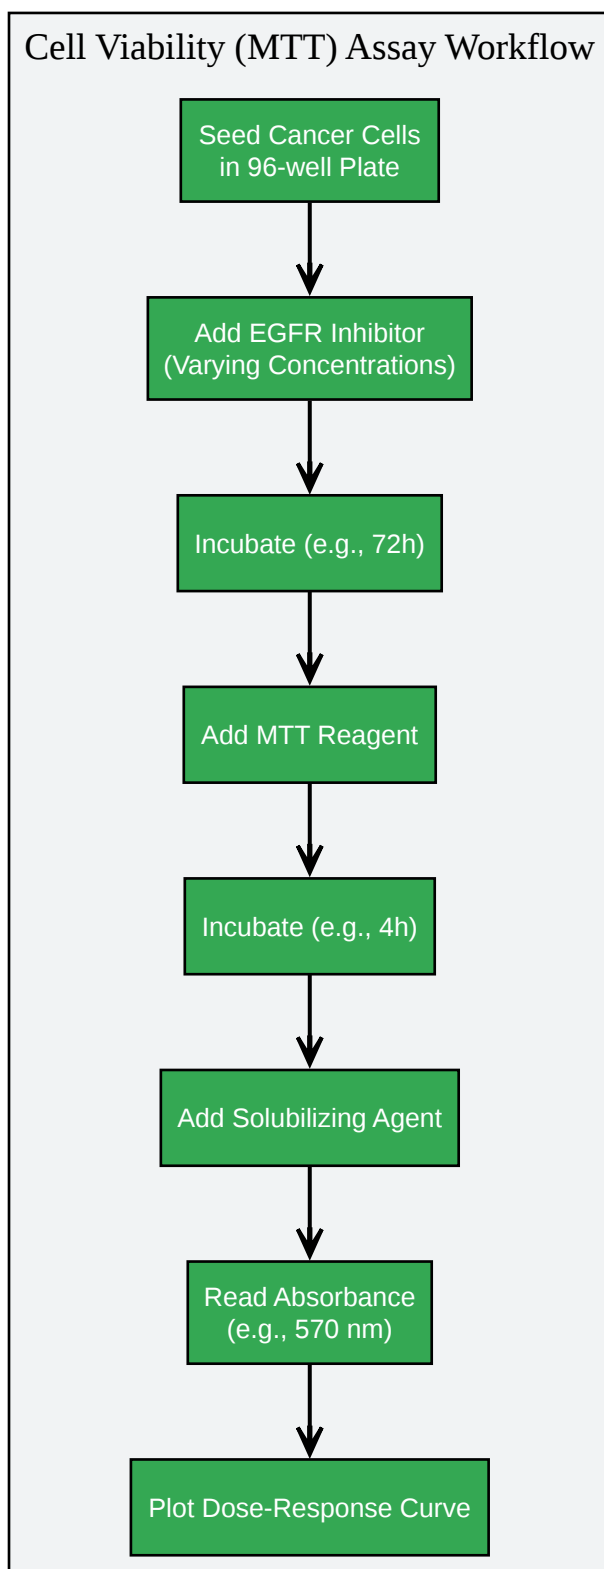 Cell Viability (MTT) Assay Workflow
Seed Cancer Cells
in 96-well Plate
Add EGFR Inhibitor
(Varying Concentrations)
Incubate (e.g., 72h)
Add MTT Reagent
Incubate (e.g., 4h)
Add Solubilizing Agent
Read Absorbance
(e.g., 570 nm)
Plot Dose-Response Curve